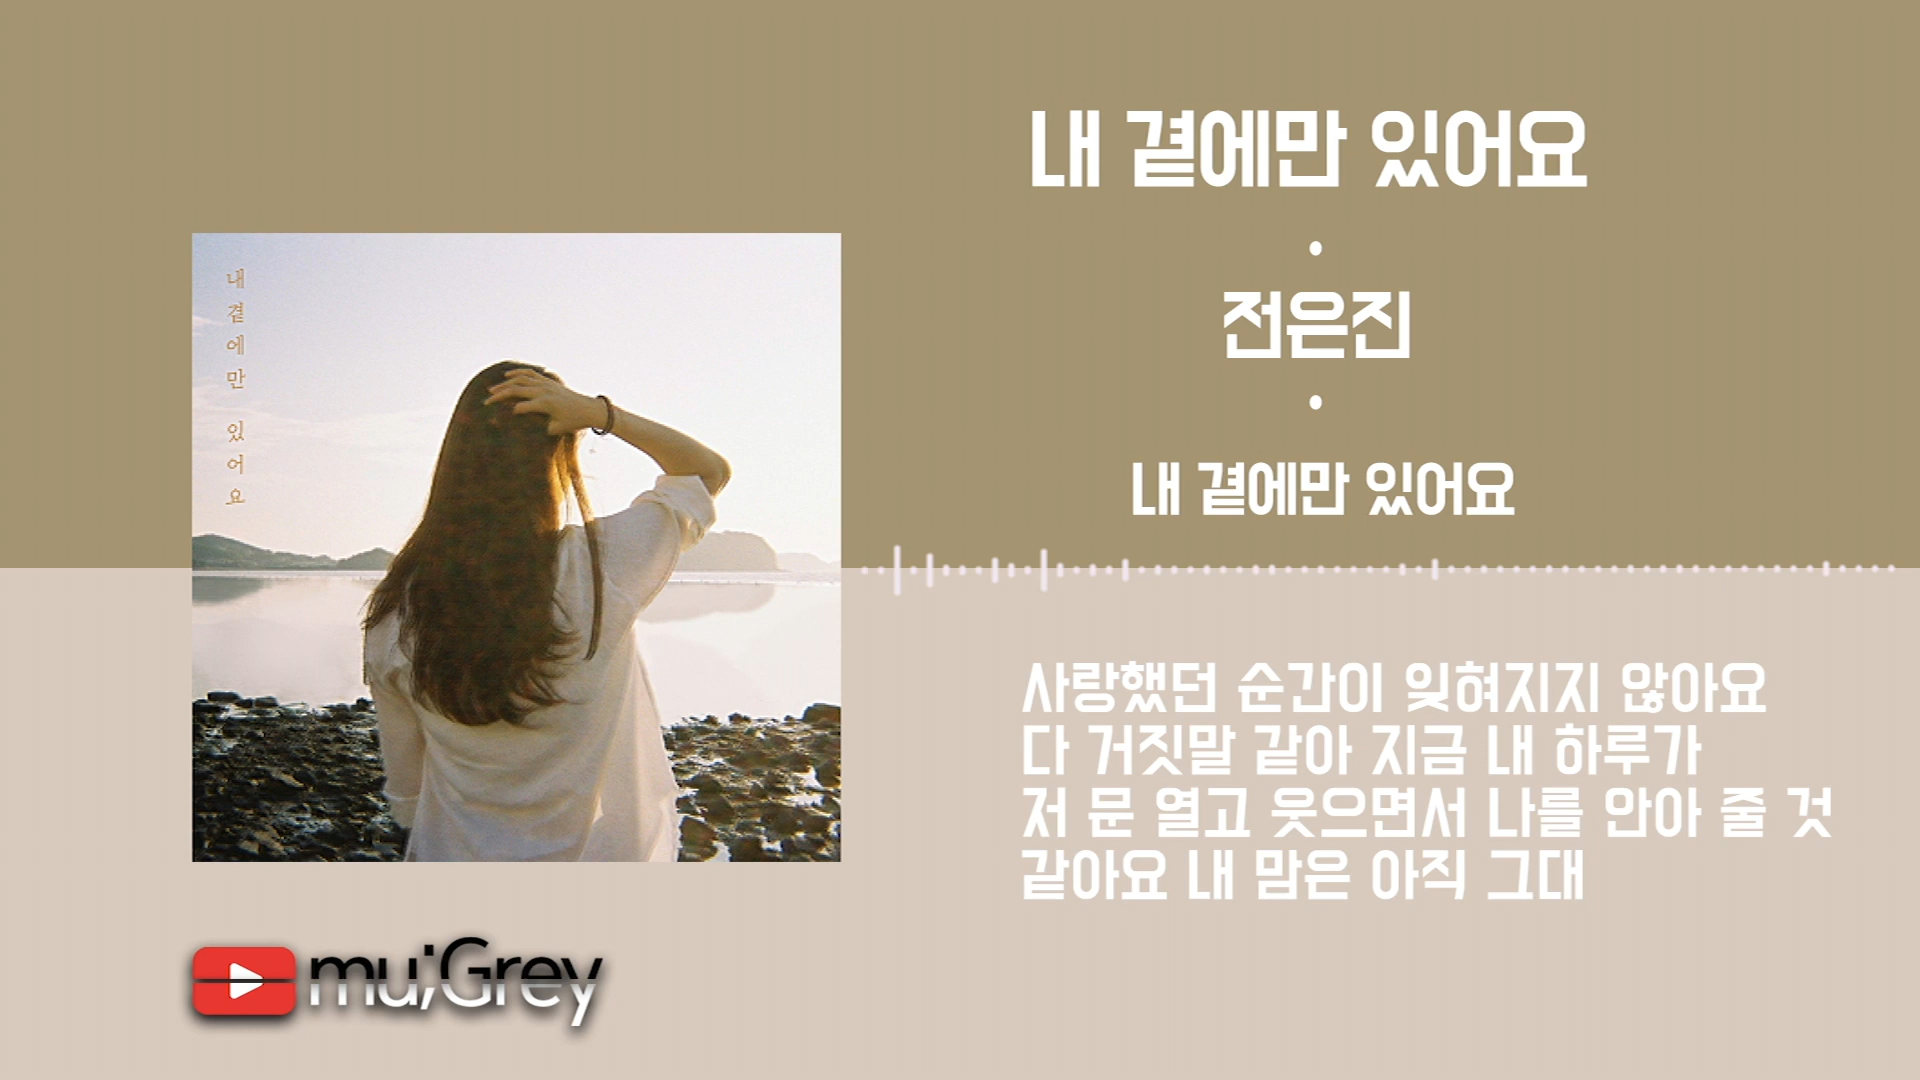 내 곁에만 있어요
전은진
내 곁에만 있어요
내 곁에만 있어요
사랑했던 순간이 잊혀지지 않아요
다 거짓말 같아 지금 내 하루가
저 문 열고 웃으면서 나를 안아 줄 것
같아요 내 맘은 아직 그대
mu;Grey